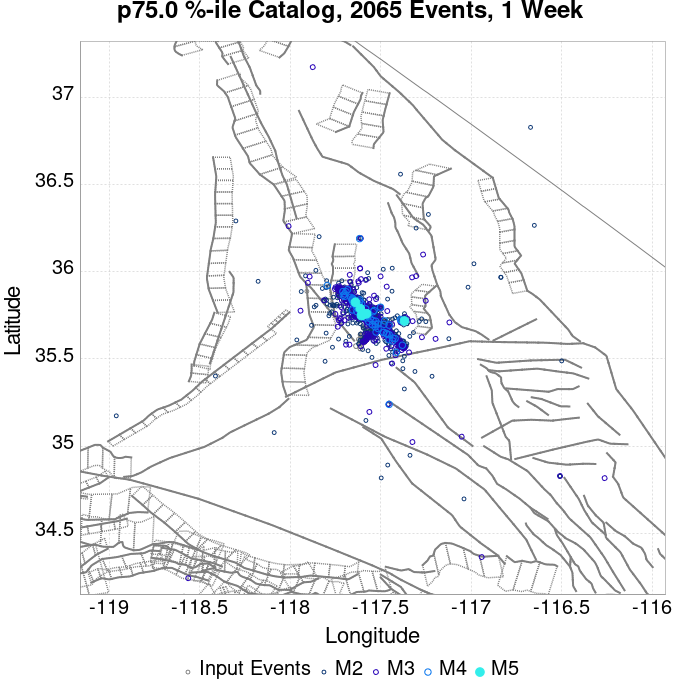 p75.0 %-ile Catalog, 2065 Events, 1 Week
37
36.5
36
35.5
35
34.5
Latitude
-119
-118.5
-118
-117.5
-117
-116.5
-116
Longitude
Input Events
M2
M3
M4
M5